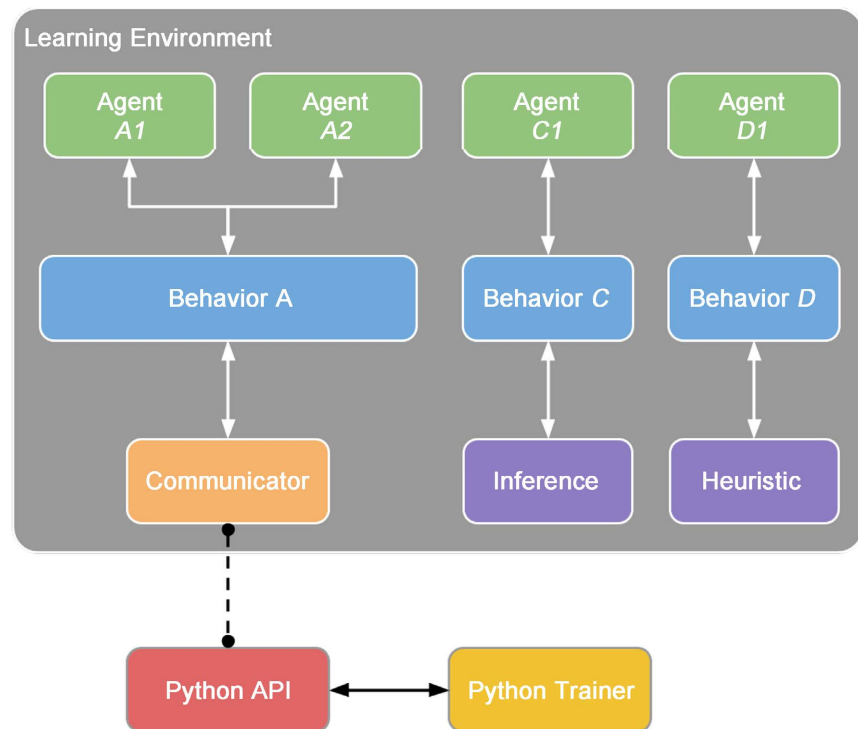 Learning Environment
Agent
A1
Agent
A2
Agent
C1
Agent
D1
Behavior A
Behavior C
Behavior D
Communicator
Inference
Heuristic
Python API
Python Trainer